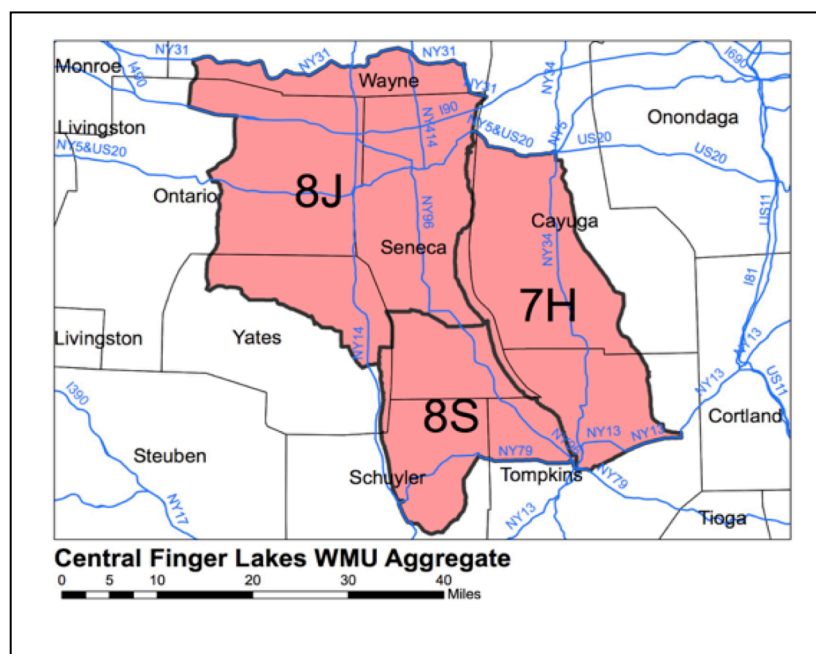 NY31
NY31
NY31
NY34
I690
Monroe
I490
Wayne
NY31
I90
Onondaga
Livingston
NY414
NY5&US20
NY5
US20
US20
NY5&US20
Ontario
8J
Cayuga
US11
NY96
NY34
Seneca
I81
7H
Livingston
Yates
NY14
NY13
I390
NY13
US11
8S
Cortland
Steuben
NY79
NY13
NY13
Schuyler
Tompkins
NY79
NY17
NY13
Tioga
Central Finger Lakes WMU Aggregate
0 5 10 20 30 40
Miles